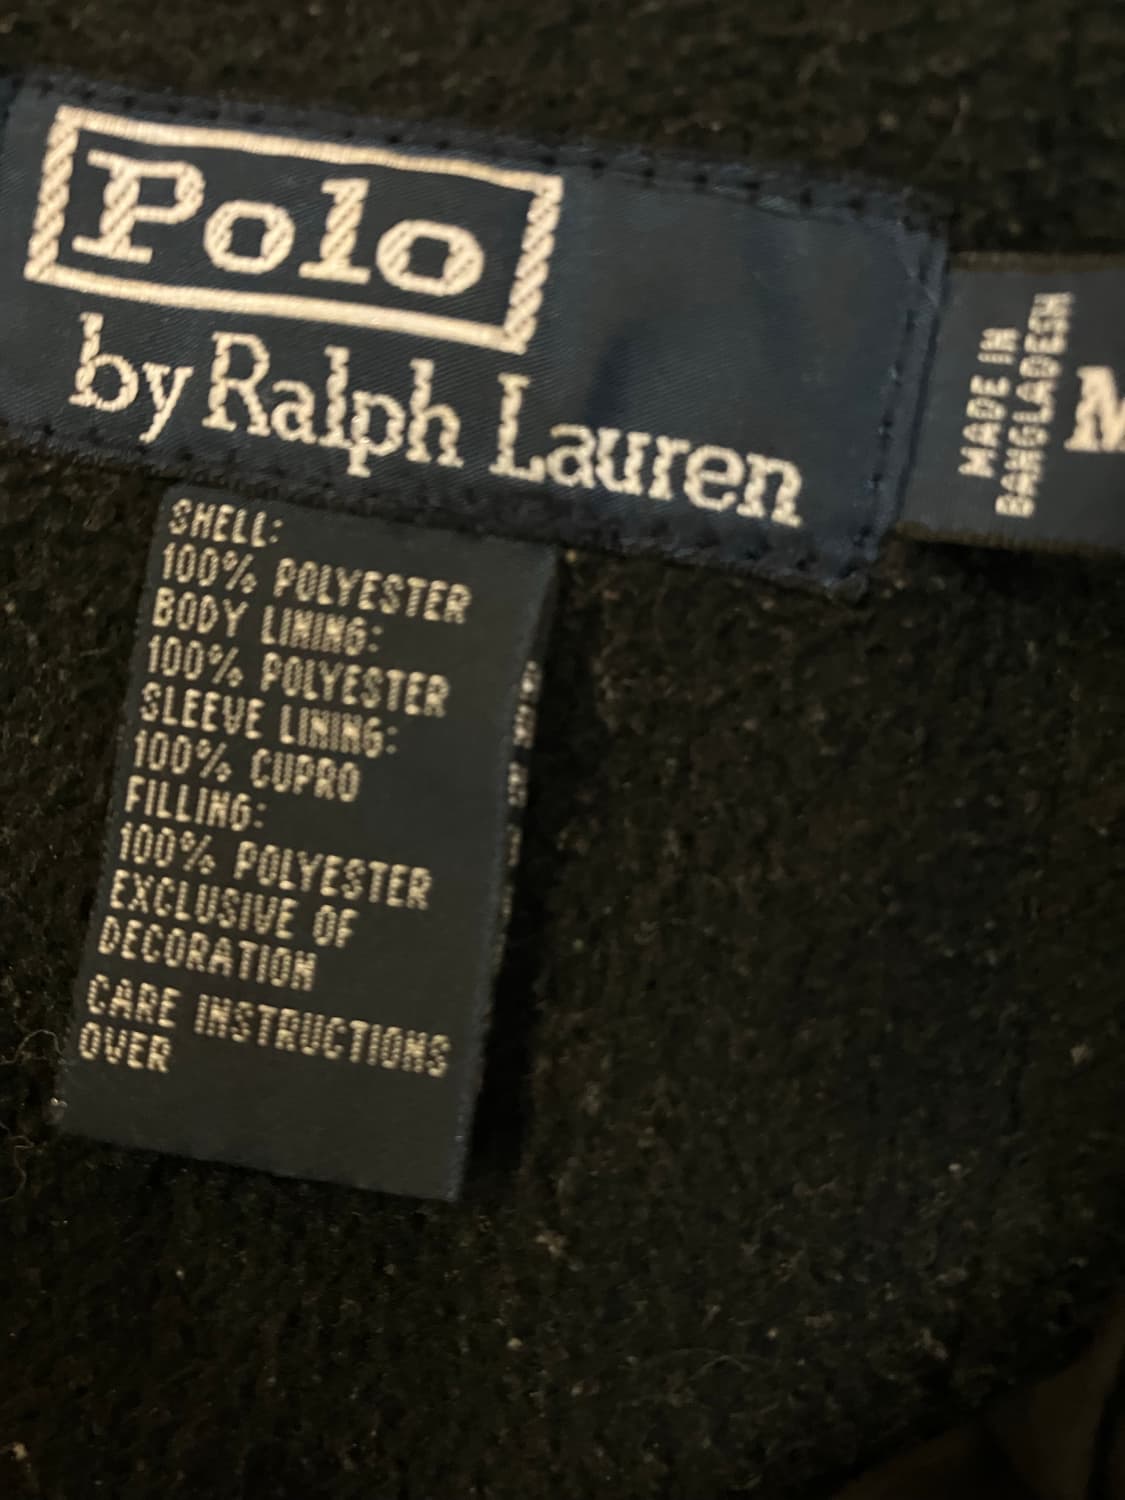 Polo
by Ralph Lauren
MADE IN
BANGLADESH
M
SHELL:
100% POLYESTER
BODY LINING:
100% POLYESTER
SLEEVE LINING:
100% CUPRO
FILLING:
100% POLYESTER
EXCLUSIVE OF
DECORATION
CARE INSTRUCTIONS
OVER